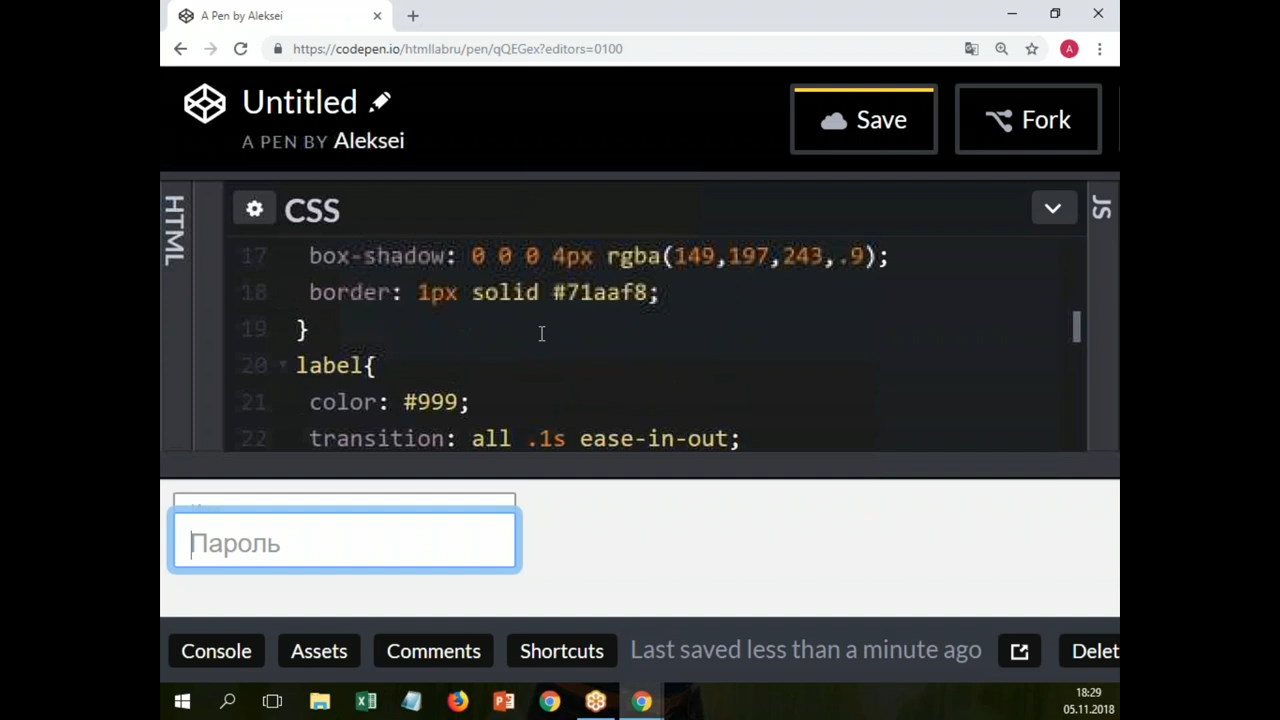 A Pen by Aleksei
https://codepen.io/htmllabru/pen/qQEGex?editors=0100
A
Untitled
A PEN BY Aleksei
Save
Fork
HTML
CSS
JS
17 box-shadow: 0 0 0 4px rgba(149,197,243,.9);
18 border: 1px solid #71aaf8;
19 }
20 label{
21 color: #999;
22 transition: all .1s ease-in-out;
Пароль
Console
Assets
Comments
Shortcuts
Last saved less than a minute ago
Delet
18:29
05.11.2018